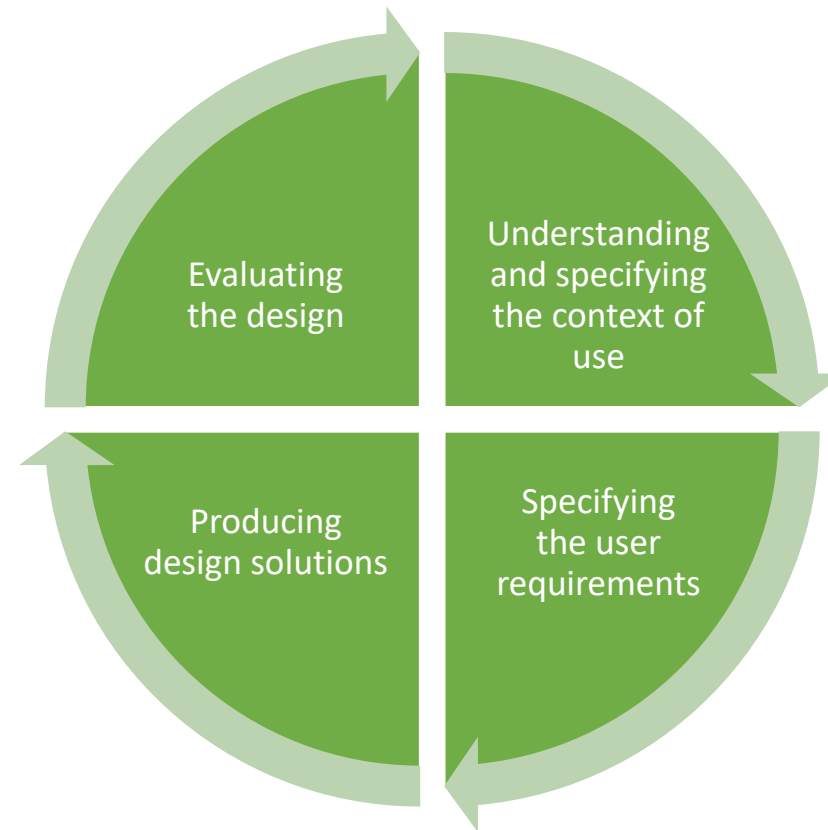 Evaluating
the design
Understanding
and specifying
the context of
use
Producing
design solutions
Specifying
the user
requirements